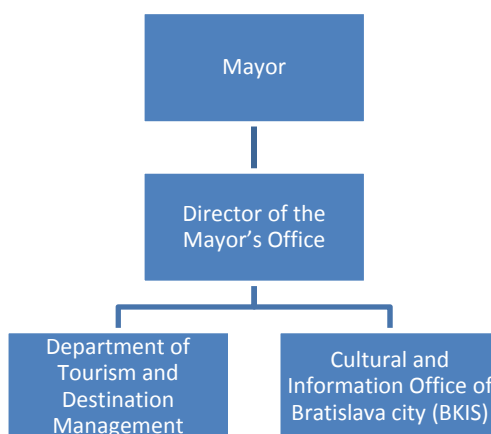 Mayor
Director of the
Mayor’s Office
Department of
Tourism and
Destination
Management
Cultural and
Information Office of
Bratislava city (BKIS)